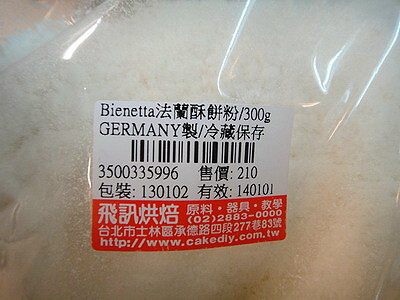 Bienetta法蘭酥餅粉/300g
GERMANY製/冷藏保存
3500335996 售價: 210
包裝: 130102 有效: 140101
飛訊烘焙 原料・器具・教學
(02)2883-0000
台北市士林區承德路四段277巷83號
http://www.cakediy.com.tw